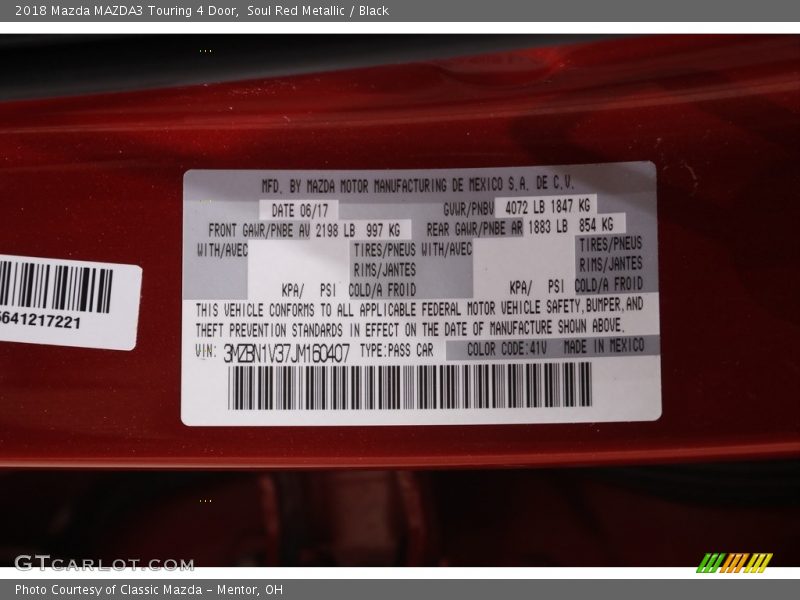 2018 Mazda MAZDA3 Touring 4 Door,  Soul Red Metallic / Black
MFD. BY MAZDA MOTOR MANUFACTURING DE MEXICO S.A. DE C.V.
DATE 06/17 GVWR/PNBV 4072 LB 1847 KG
FRONT GAWR/PNBE AV 2198 LB 997 KG REAR GAWR/PNBE AR 1883 LB 854 KG
WITH/AVEC TIRES/PNEUS WITH/AVEC TIRES/PNEUS
RIMS/JANTES RIMS/JANTES
KPA/ PSI COLD/A FROID KPA/ PSI COLD/A FROID
THIS VEHICLE CONFORMS TO ALL APPLICABLE FEDERAL MOTOR VEHICLE SAFETY, BUMPER, AND
THEFT PREVENTION STANDARDS IN EFFECT ON THE DATE OF MANUFACTURE SHOWN ABOVE.
VIN: 3MZBN1V37JM160407 TYPE:PASS CAR COLOR CODE:41V MADE IN MEXICO
5641217221
GTCARLOT.COM
Photo Courtesy of Classic Mazda - Mentor, OH